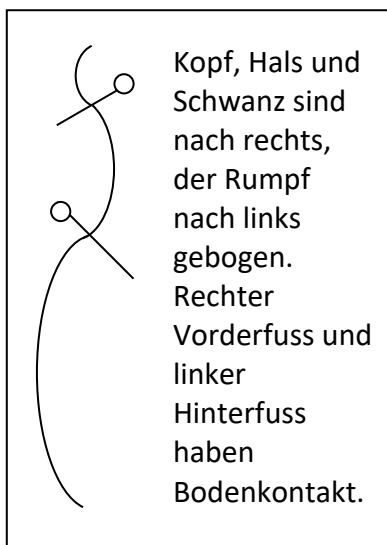 Kopf, Hals und
Schwanz sind
nach rechts,
der Rumpf
nach links
gebogen.
Rechter
Vorderfuss und
linker
Hinterfuss
haben
Bodenkontakt.